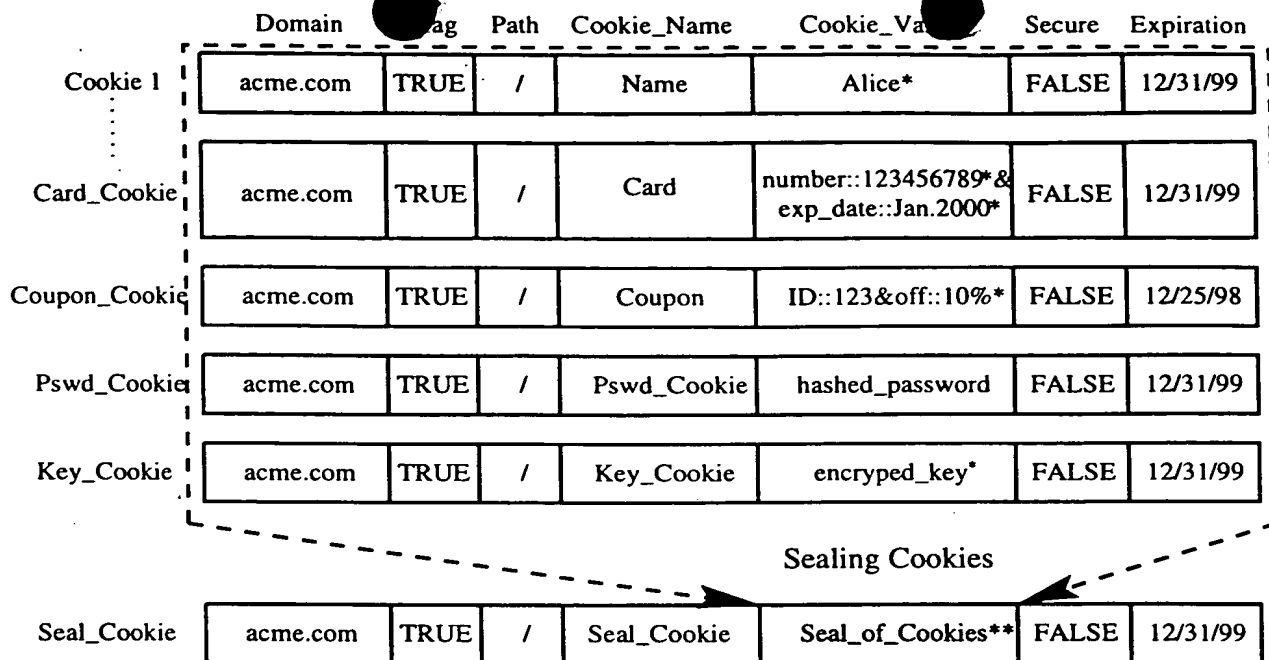 Domain Path Cookie_Name Secure Expiration
Cookie 1 acme.com TRUE / Name Alice* FALSE 12/31/99
Card_Cookie acme.com TRUE / Card number::123456789*&
exp_date::Jan.2000* FALSE 12/31/99
Coupon_Cookie acme.com TRUE / Coupon ID::123&off::10%* FALSE 12/25/98
Pswd_Cookie acme.com TRUE / Pswd_Cookie hashed_password FALSE 12/31/99
Key_Cookie acme.com TRUE / Key_Cookie encryped_key* FALSE 12/31/99
Sealing Cookies
Seal_Cookie acme.com TRUE / Seal_Cookie Seal_of_Cookies** FALSE 12/31/99